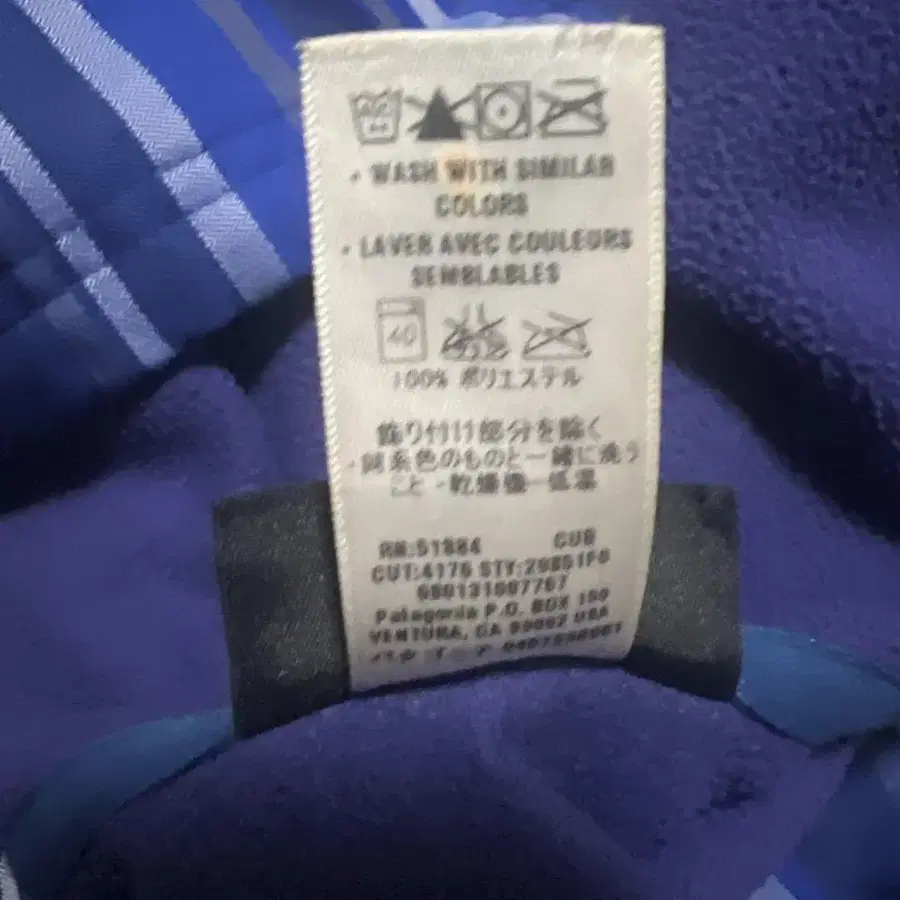 • WASH WITH SIMILAR
COLORS
• LAVER AVEC COULEURS
SEMBLABLES
40
100% ポリエステル
飾り付け部分を除く
・同系色のものと一緒に洗う
こと・乾燥機－低温
RN:51884
CUT:4176
Patagonia P.O. BOX 150
VENTURA, CA 93002 USA